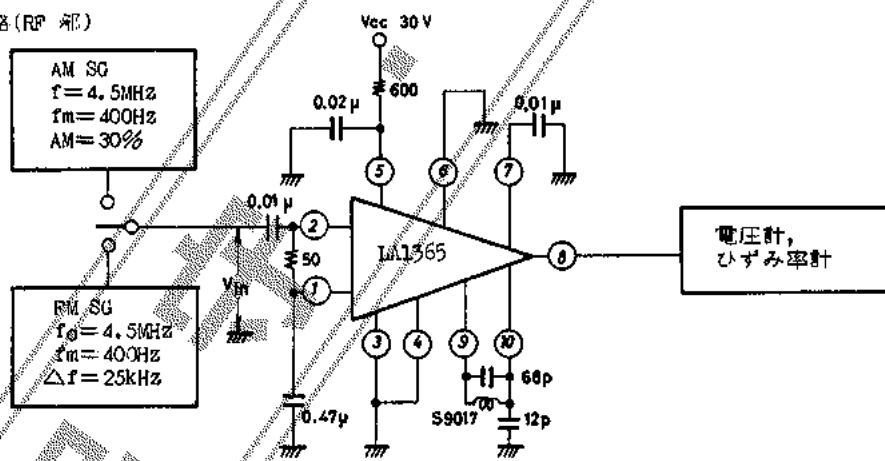 路(RF 部)
AM SG
f=4.5MHz
fm=400Hz
AM=30%
Vcc 30V
600
0.02μ
0.01μ
5
6
7
0.01μ
2
50
1
Vin
LA1365
8
電圧計,
ひずみ率計
FM SG
fo=4.5MHz
fm=400Hz
△f=25kHz
3
4
9
10
68p
S9017
12p
0.47μ